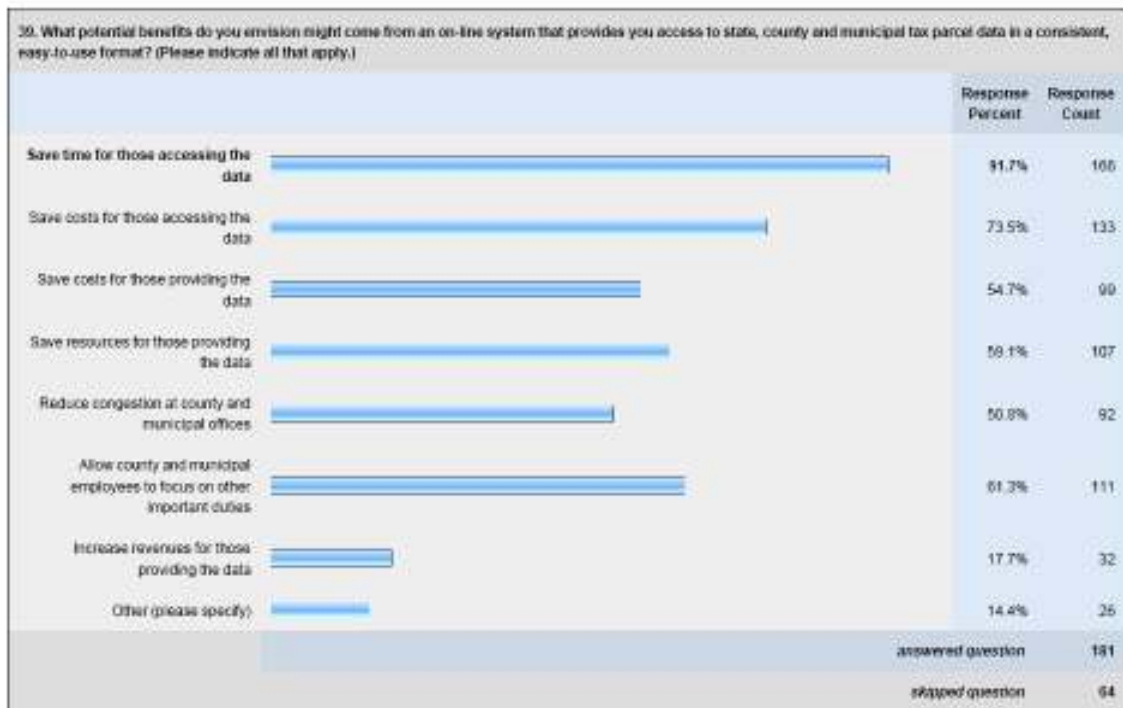 39. What potential benefits do you envision might come from an on-line system that provides you access to state, county and municipal tax parcel data in a consistent,
easy-to-use format? (Please indicate all that apply.)
Response Percent
Response Count
Save time for those accessing the
data
91.7%
166
Save costs for those accessing the
data
73.5%
133
Save costs for those providing the
data
54.7%
99
Save resources for those providing
the data
59.1%
107
Reduce congestion at county and
municipal offices
50.8%
92
Allow county and municipal
employees to focus on other
important duties
61.3%
111
Increase revenues for those
providing the data
17.7%
32
Other (please specify)
14.4%
26
answered question
181
skipped question
64